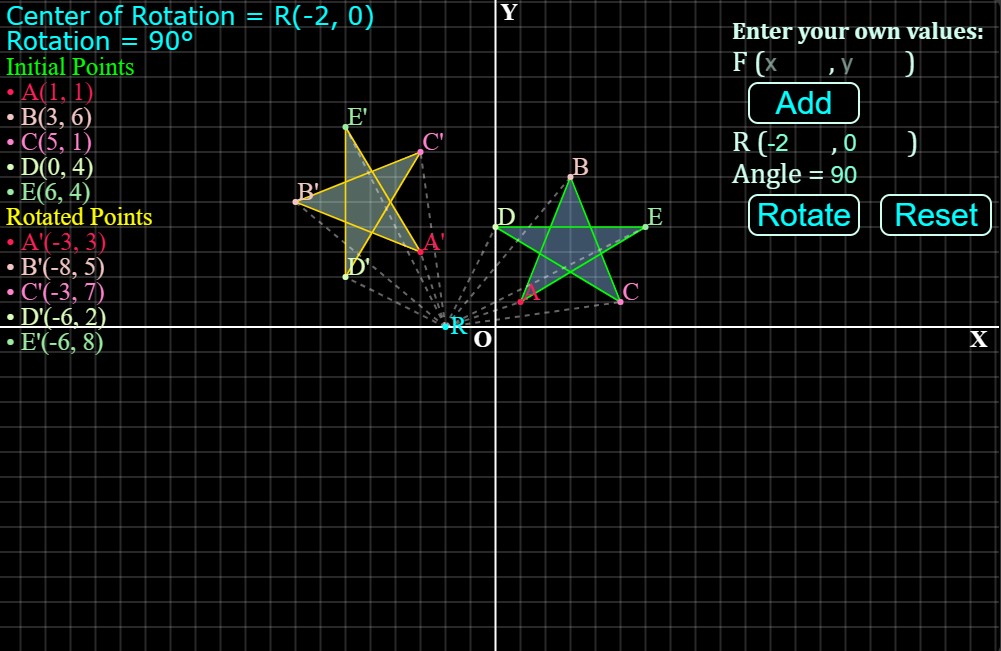 Center of Rotation = R(-2, 0)
Rotation = 90°
Initial Points
• A(1, 1)
• B(3, 6)
• C(5, 1)
• D(0, 4)
• E(6, 4)
Rotated Points
• A'(-3, 3)
• B'(-8, 5)
• C'(-3, 7)
• D'(-6, 2)
• E'(-6, 8)
Y
E'
C'
B'
A'
D'
B
D
E
A
C
R
O
X
Enter your own values:
F (x , y )
Add
R (-2 , 0 )
Angle = 90
Rotate Reset